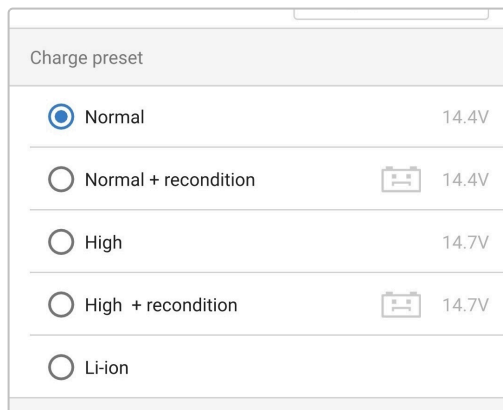 Charge preset
Normal 14.4V
Normal + recondition 14.4V
High 14.7V
High + recondition 14.7V
Li-ion